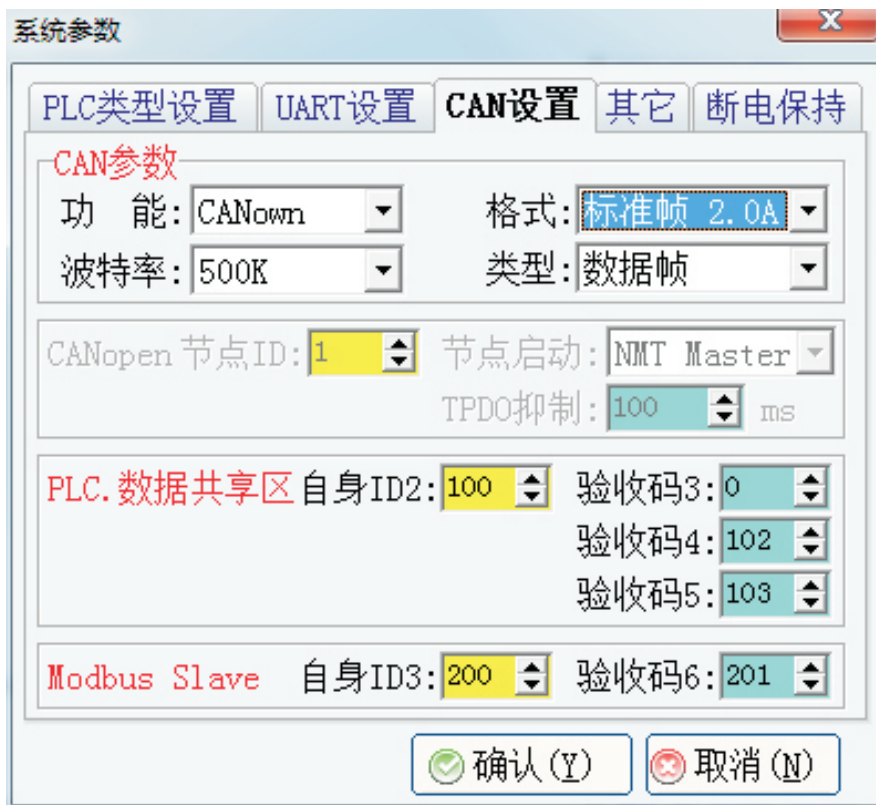 系统参数
PLC类型设置 UART设置 CAN设置 其它 断电保持
CAN参数
功 能: CANown 格式: 标准帧 2.0A
波特率: 500K 类型: 数据帧
CANopen 节点ID: 1 节点启动: NMT Master
TPDO抑制: 100 ms
PLC.数据共享区 自身ID2: 100 验收码3: 0
验收码4: 102
验收码5: 103
Modbus Slave 自身ID3: 200 验收码6: 201
确认(Y) 取消(N)